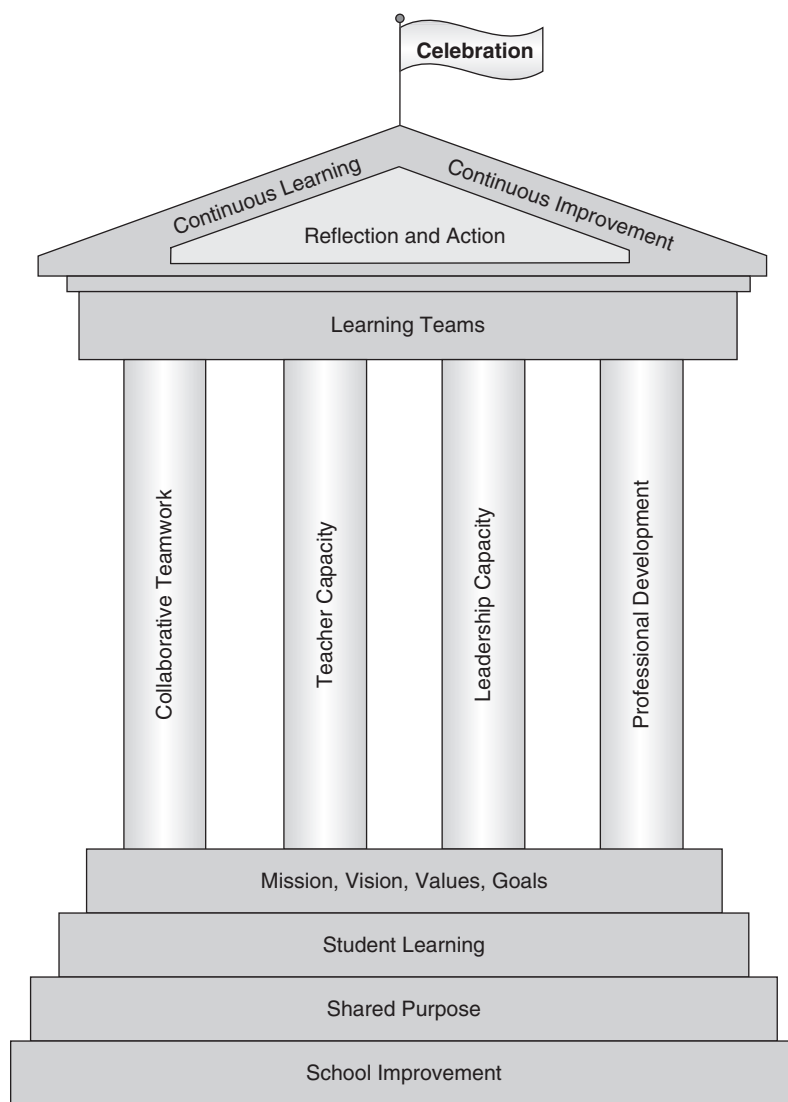 Celebration
Continuous Learning
Continuous Improvement
Reflection and Action
Learning Teams
Collaborative Teamwork
Teacher Capacity
Leadership Capacity
Professional Development
Mission, Vision, Values, Goals
Student Learning
Shared Purpose
School Improvement